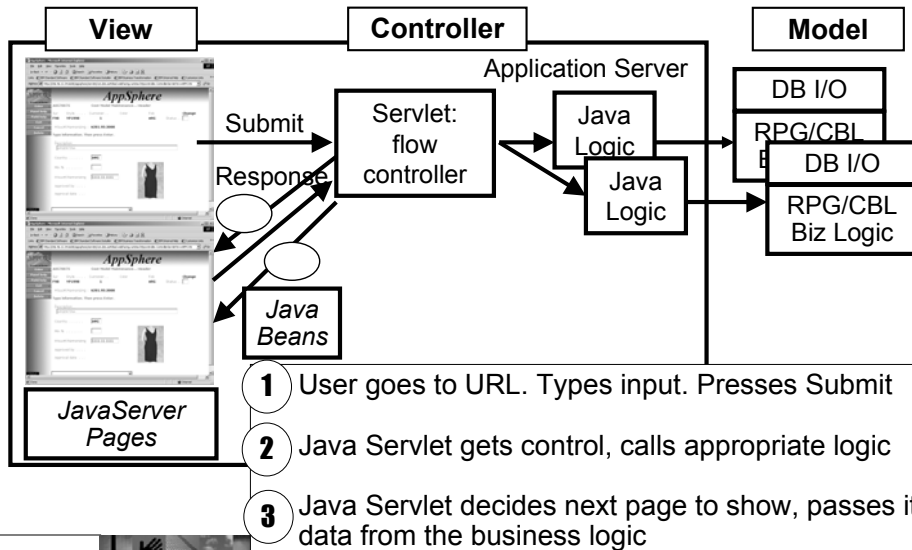 View
Controller
Model
Application Server
AppSphere
Submit
Servlet:
flow
controller
Java
Logic
DB I/O
RPG/CBL
Response
Java
Logic
DB I/O
RPG/CBL
Biz Logic
AppSphere
Java
Beans
JavaServer
Pages
1 User goes to URL. Types input. Presses Submit
2 Java Servlet gets control, calls appropriate logic
3 Java Servlet decides next page to show, passes it
data from the business logic